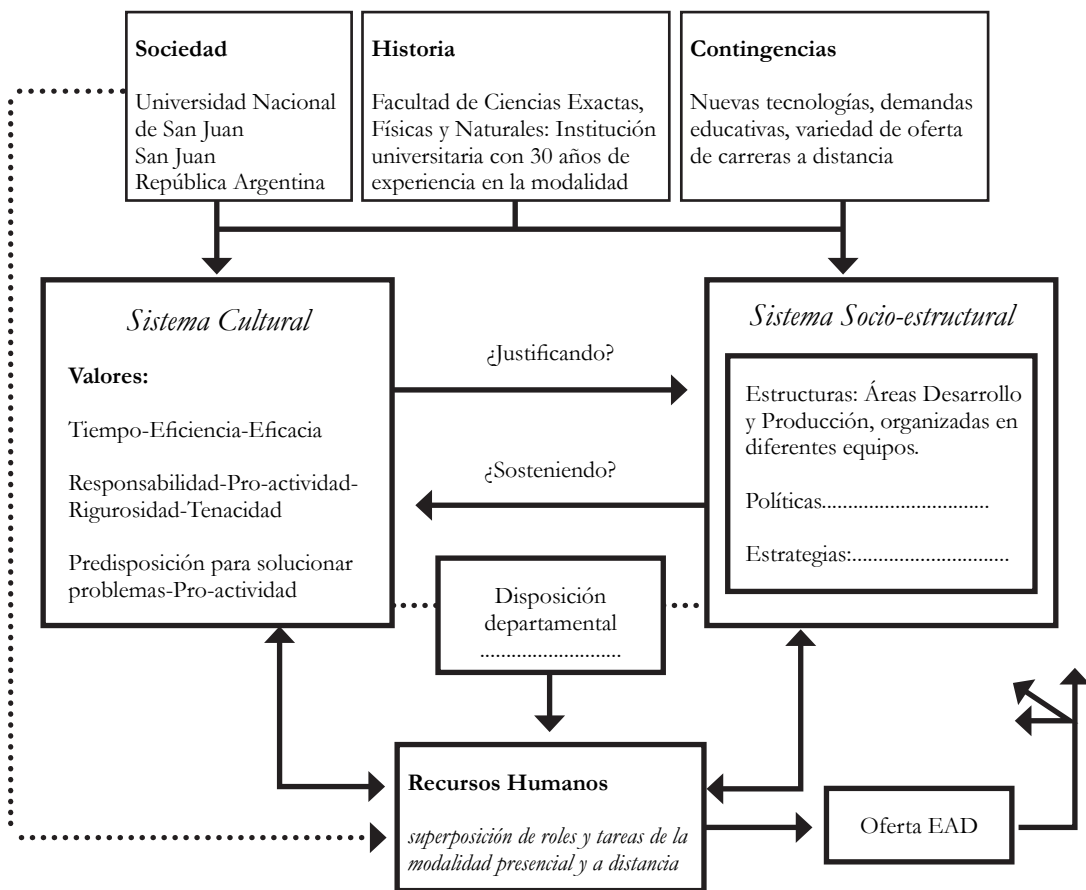 Sociedad
Universidad Nacional
de San Juan
San Juan
República Argentina
Historia
Facultad de Ciencias Exactas,
Físicas y Naturales: Institución
universitaria con 30 años de
experiencia en la modalidad
Contingencias
Nuevas tecnologías, demandas
educativas, variedad de oferta
de carreras a distancia
Sistema Cultural
Valores:
Tiempo-Eficiencia-Eficacia
Responsabilidad-Pro-actividad-
Rigurosidad-Tenacidad
Predisposición para solucionar
problemas-Pro-actividad
¿Justificando?
¿Sosteniendo?
Sistema Socio-estructural
Estructuras: Áreas Desarrollo
y Producción, organizadas en
diferentes equipos.
Políticas.................................
Estrategias:...............................
Disposición
departamental
...........................
Recursos Humanos
superposición de roles y tareas de la
modalidad presencial y a distancia
Oferta EAD